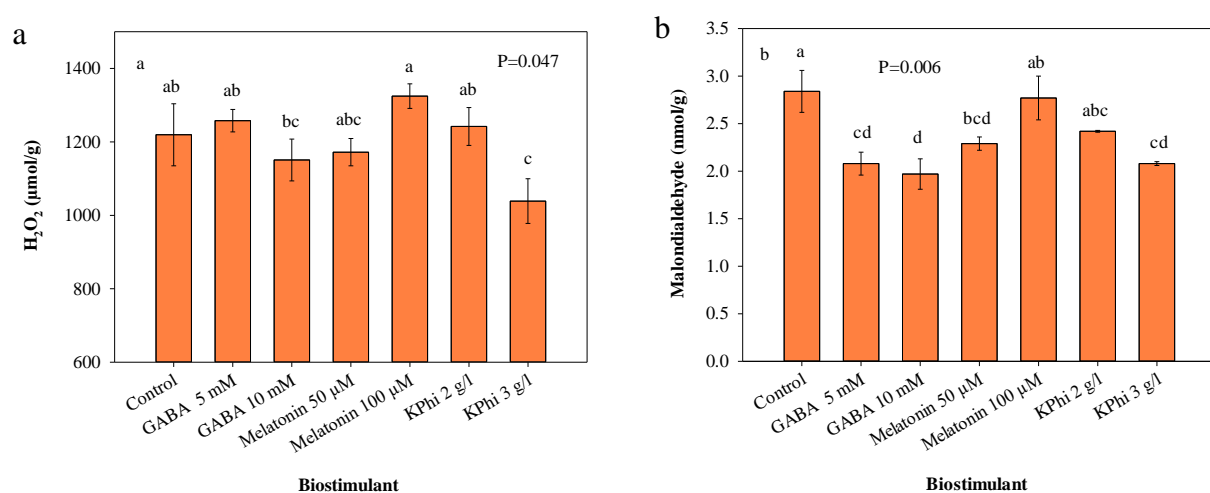 a
a
P=0.047
ab
ab
bc
abc
a
ab
c
1400
1200
1000
800
600
H₂O₂ (µmol/g)
Control
GABA 5 mM
GABA 10 mM
Melatonin 50 µM
Melatonin 100 µM
KPhi 2 g/l
KPhi 3 g/l
Biostimulant
b
b
P=0.006
a
cd
d
bcd
ab
abc
cd
3.5
3.0
2.5
2.0
1.5
1.0
0.5
0.0
Malondialdehyde (nmol/g)
Control
GABA 5 mM
GABA 10 mM
Melatonin 50 µM
Melatonin 100 µM
KPhi 2 g/l
KPhi 3 g/l
Biostimulant